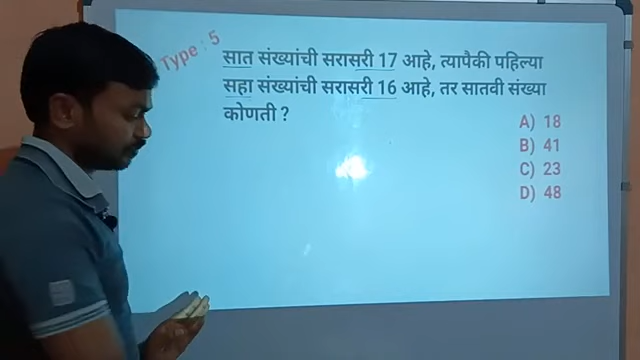 Type : 5
सात संख्यांची सरासरी 17 आहे, त्यापैकी पहिल्या
सहा संख्यांची सरासरी 16 आहे, तर सातवी संख्या
कोणती ?
A) 18
B) 41
C) 23
D) 48